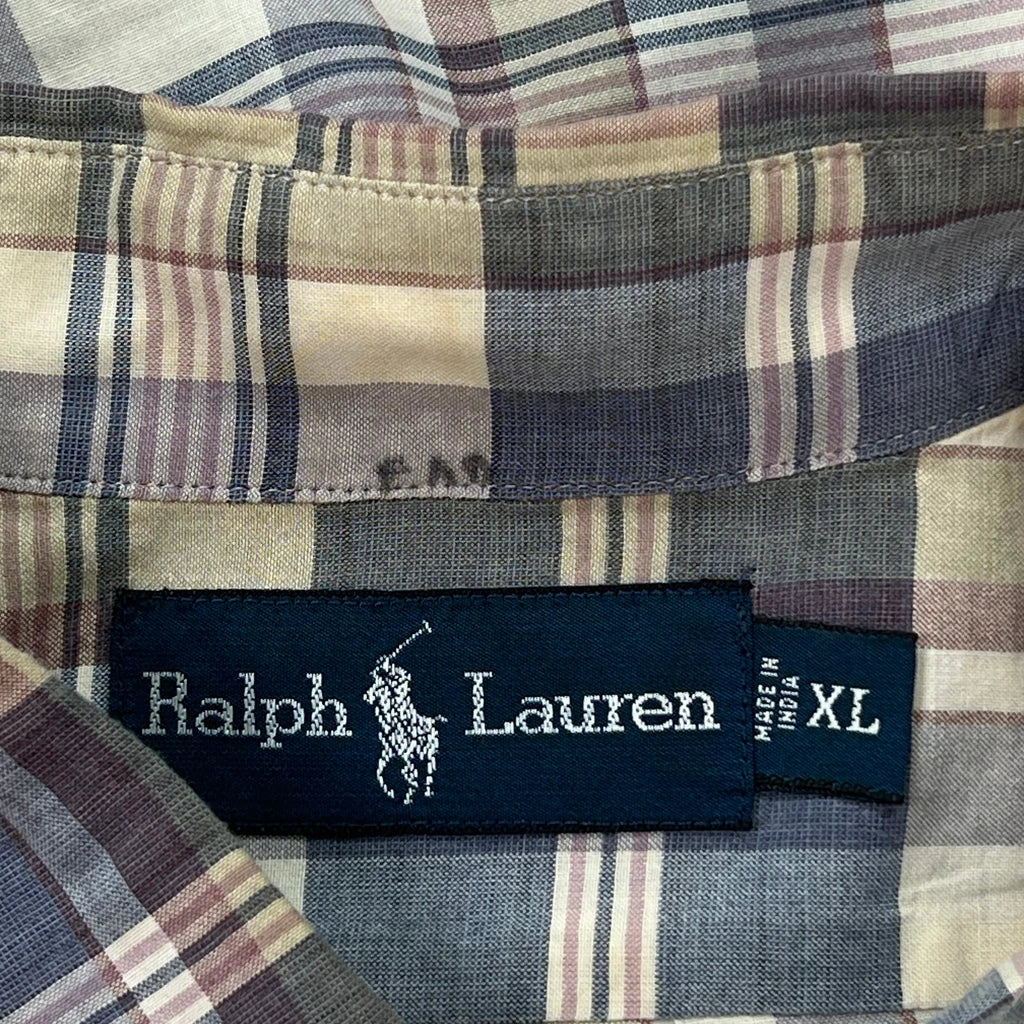 Ralph Lauren
MADE IN
INDIA
XL